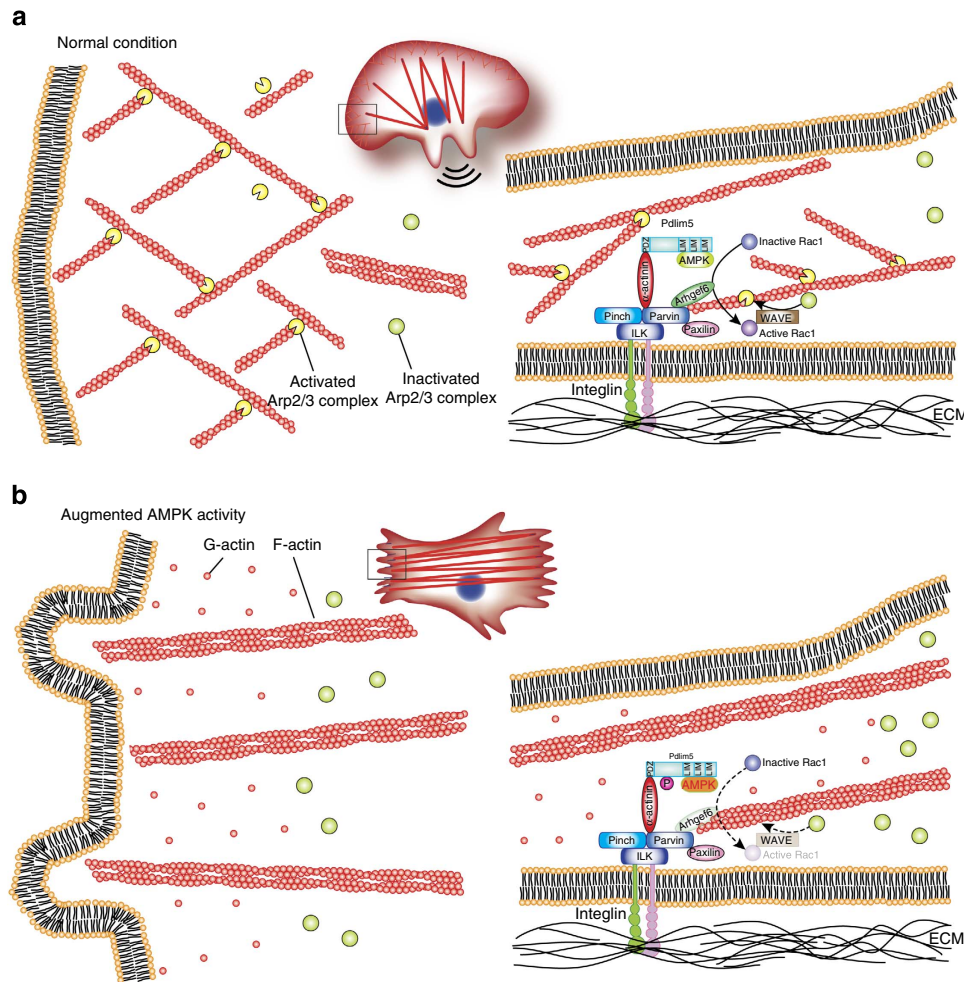 a
Normal condition
Activated
Arp2/3 complex
Inactivated
Arp2/3 complex
Pdlim5
PDZ
LIM
LIM
LIM
AMPK
α-actinin
Arhgef6
Inactive Rac1
Pinch
Parvin
ILK
Paxilin
WAVE
Active Rac1
Integlin
ECM
b
Augmented AMPK activity
G-actin
F-actin
Pdlim5
PDZ
LIM
LIM
LIM
P
AMPK
α-actinin
Arhgef6
Inactive Rac1
Pinch
Parvin
ILK
Paxilin
WAVE
Active Rac1
Integlin
ECM